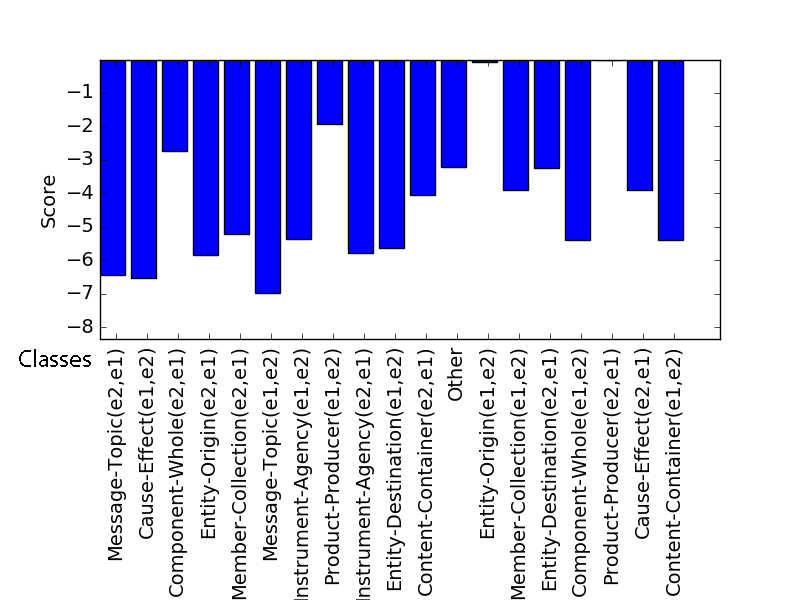 −1
−2
−3
−4
−5
−6
−7
−8
Score
Classes
Message-Topic(e2,e1)
Cause-Effect(e1,e2)
Component-Whole(e2,e1)
Entity-Origin(e2,e1)
Member-Collection(e2,e1)
Message-Topic(e1,e2)
Instrument-Agency(e1,e2)
Product-Producer(e1,e2)
Instrument-Agency(e2,e1)
Entity-Destination(e1,e2)
Content-Container(e2,e1)
Other
Entity-Origin(e1,e2)
Member-Collection(e1,e2)
Entity-Destination(e2,e1)
Component-Whole(e1,e2)
Product-Producer(e2,e1)
Cause-Effect(e2,e1)
Content-Container(e1,e2)